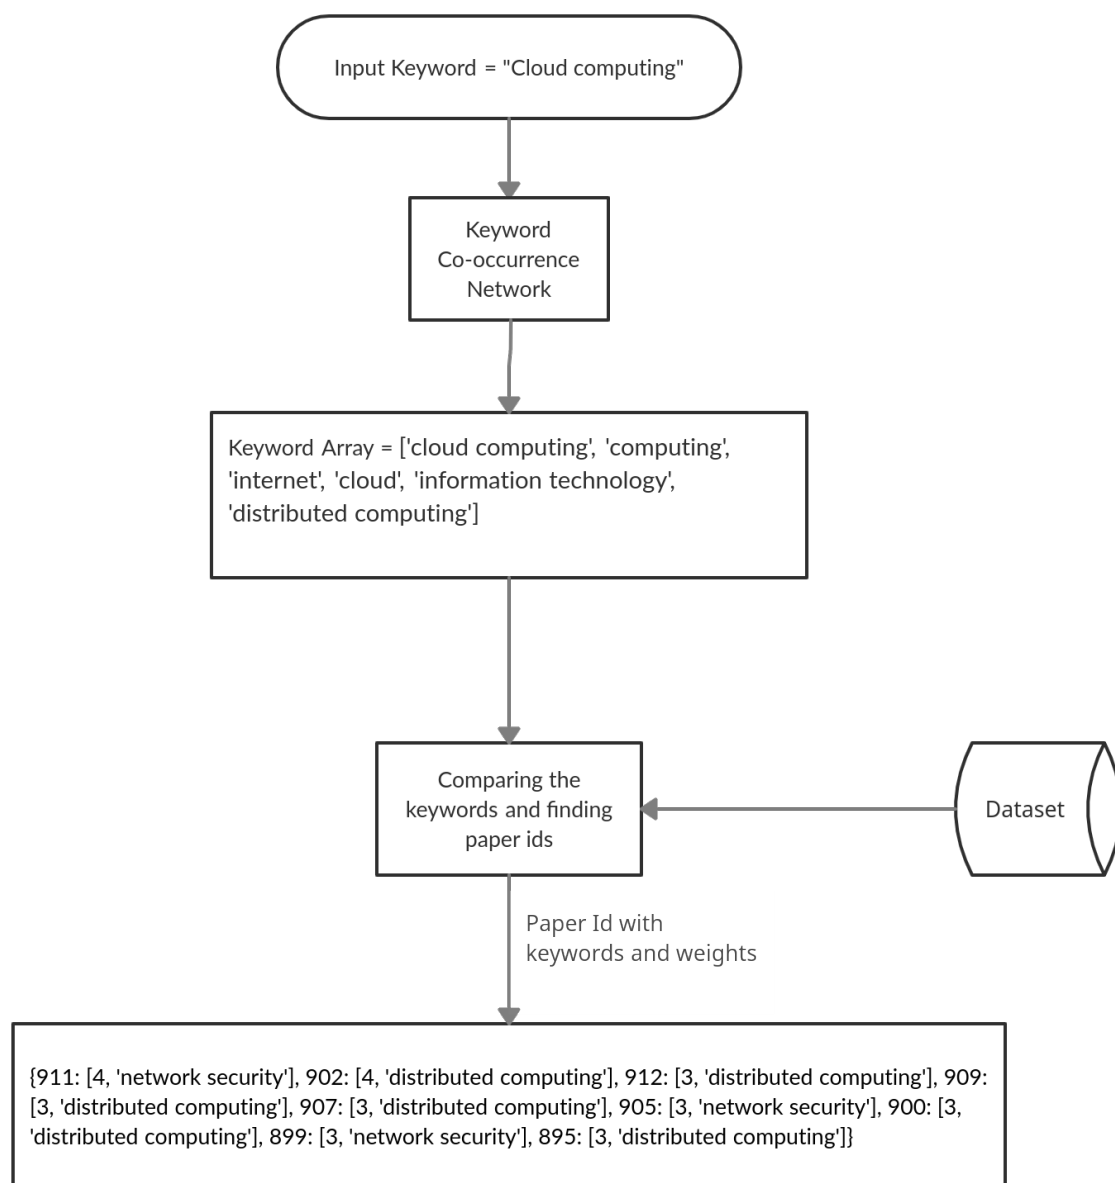 Input Keyword = "Cloud computing"
Keyword
Co-occurrence
Network
Keyword Array = ['cloud computing', 'computing',
'internet', 'cloud', 'information technology',
'distributed computing']
Comparing the
keywords and finding
paper ids
Dataset
Paper Id with
keywords and weights
{911: [4, 'network security'], 902: [4, 'distributed computing'], 912: [3, 'distributed computing'], 909:
[3, 'distributed computing'], 907: [3, 'distributed computing'], 905: [3, 'network security'], 900: [3,
'distributed computing'], 899: [3, 'network security'], 895: [3, 'distributed computing']}